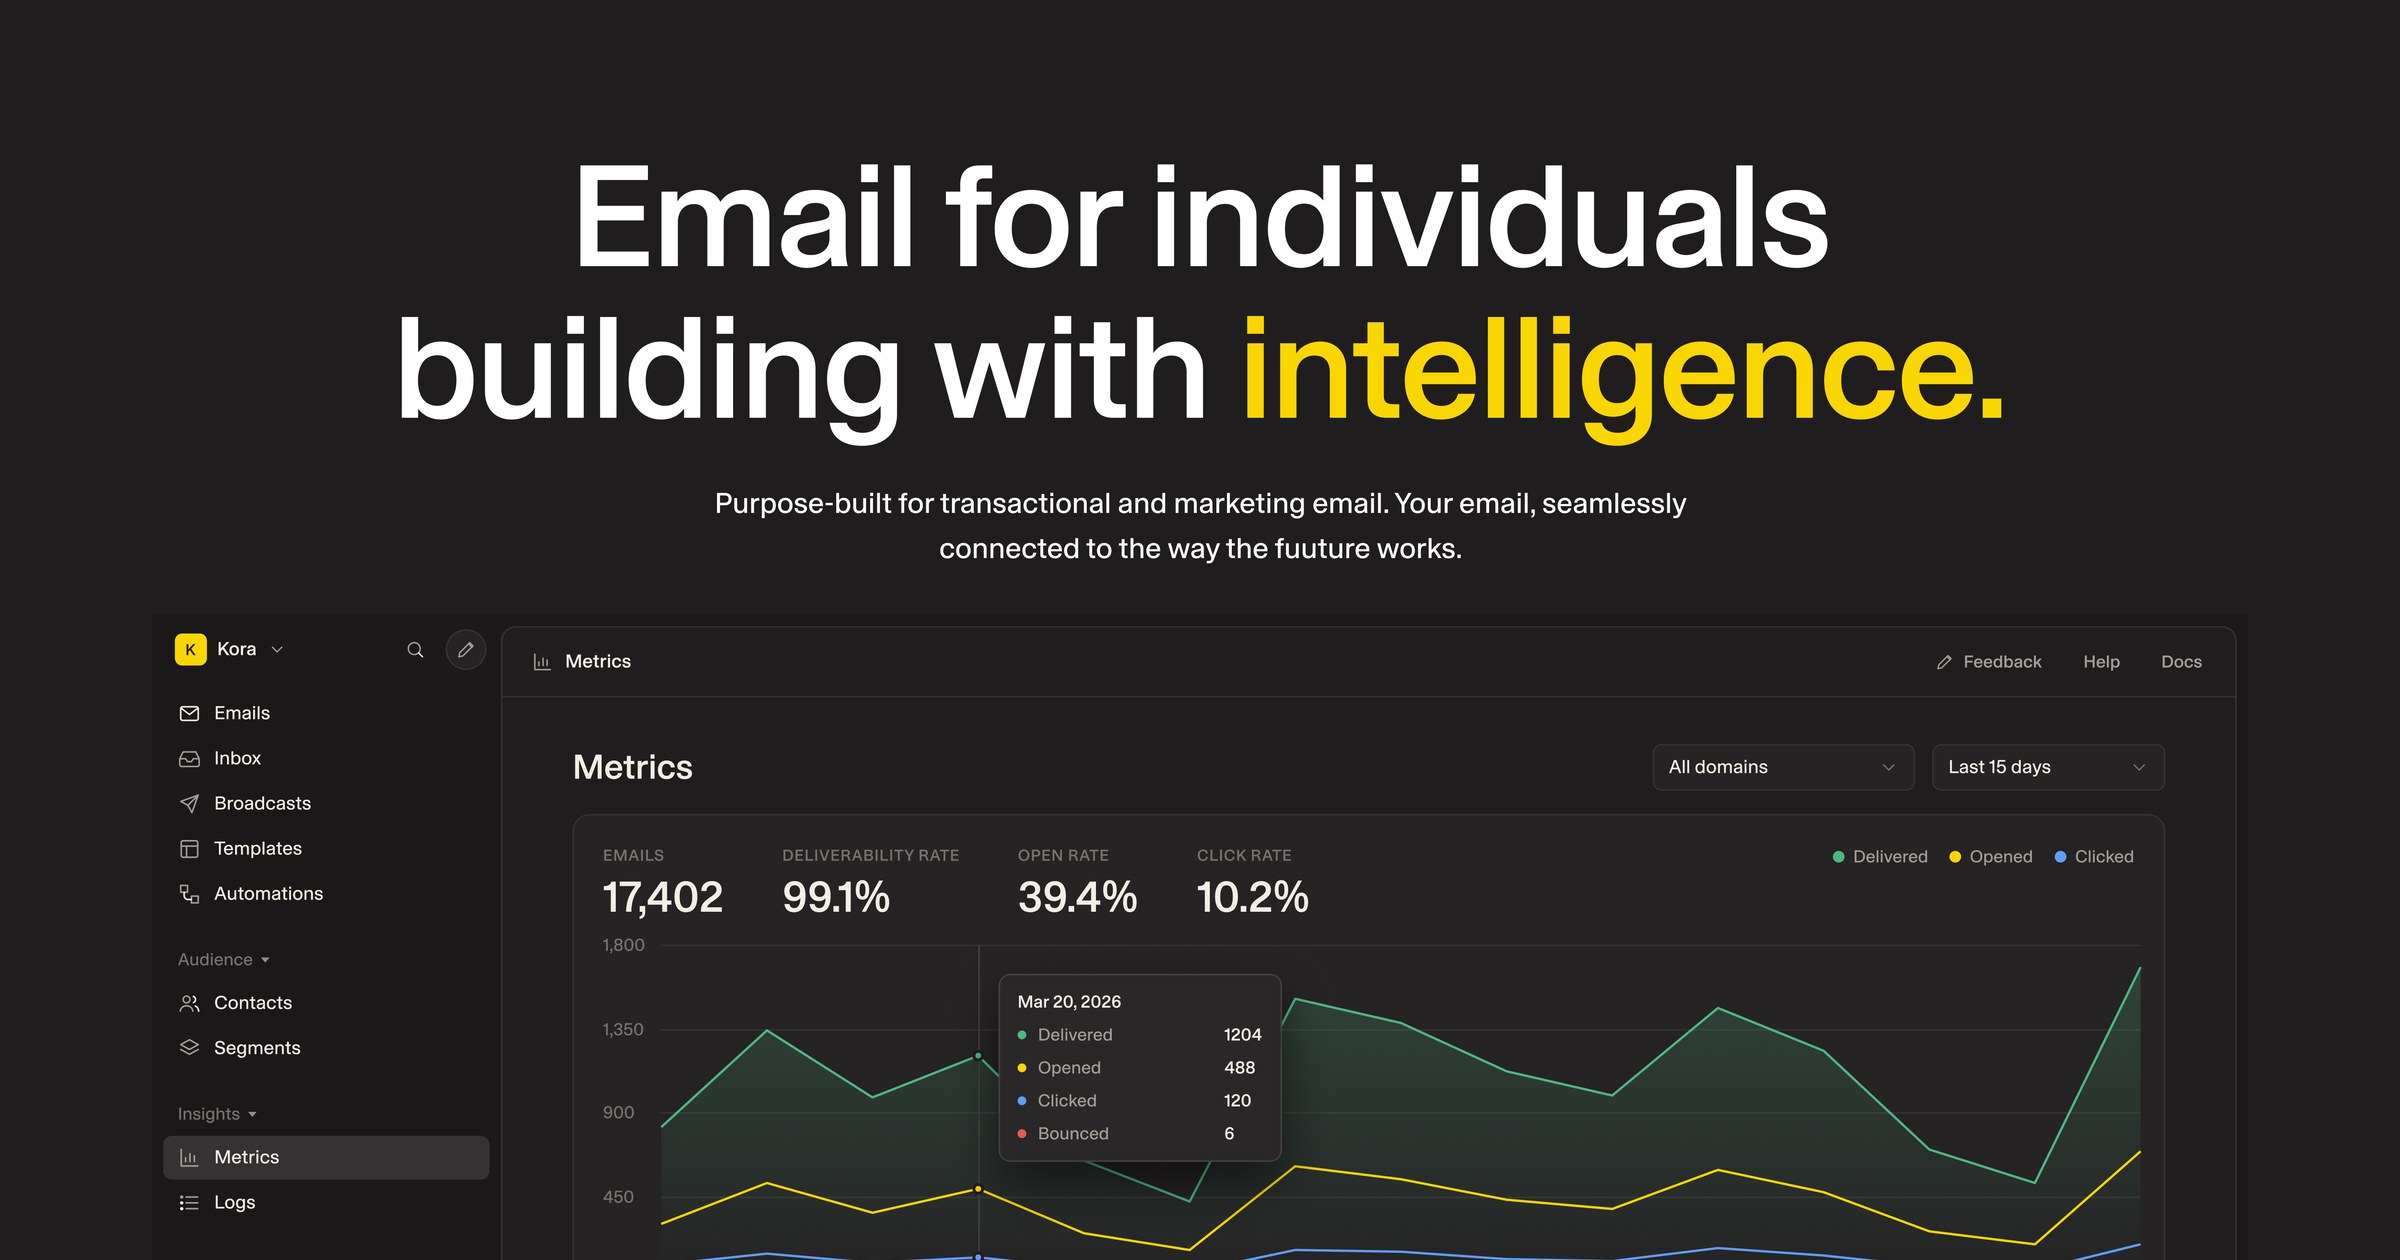 Email for individuals
building with intelligence.
Purpose-built for transactional and marketing email. Your email, seamlessly
connected to the way the fuuture works.
K Kora
Emails
Inbox
Broadcasts
Templates
Automations
Audience
Contacts
Segments
Insights
Metrics
Logs
Metrics
Feedback Help Docs
Metrics
All domains Last 15 days
EMAILS DELIVERABILITY RATE OPEN RATE CLICK RATE
17,402 99.1% 39.4% 10.2%
Delivered Opened Clicked
1,800
1,350
900
450
Mar 20, 2026
Delivered 1204
Opened 488
Clicked 120
Bounced 6